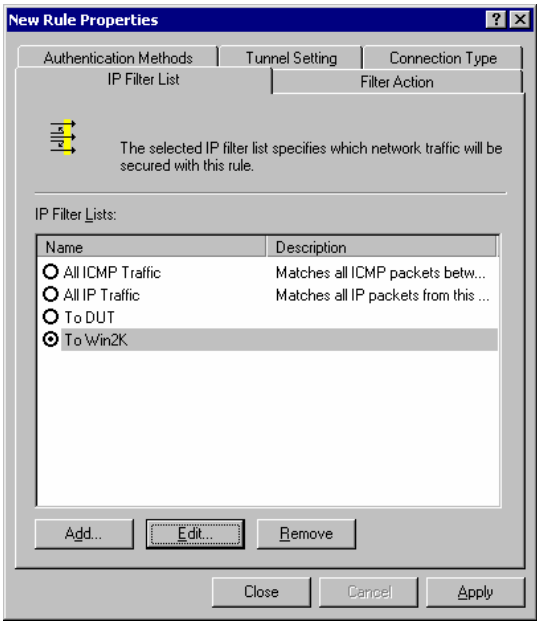 New Rule Properties
Authentication Methods
Tunnel Setting
Connection Type
IP Filter List
Filter Action
The selected IP filter list specifies which network traffic will be
secured with this rule.
IP Filter Lists:
Name Description
All ICMP Traffic Matches all ICMP packets betw...
All IP Traffic Matches all IP packets from this ...
To DUT
To Win2K
Add... Edit... Remove
Close Cancel Apply